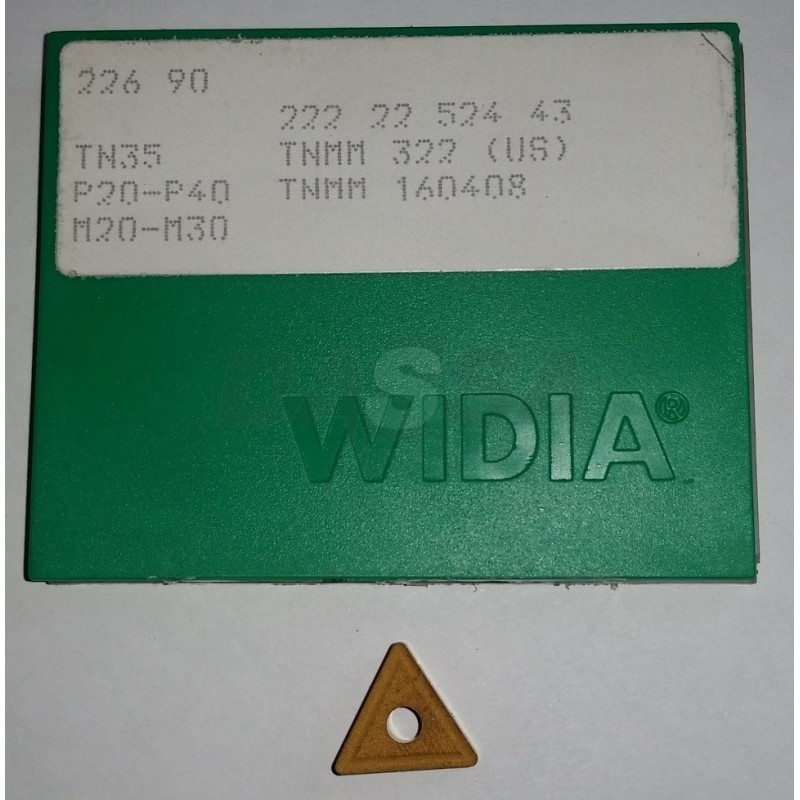 226 90
222 22 524 43
TN35 TNMM 322 (US)
P20-P40 TNMM 160408
M20-M30
WIDIA®